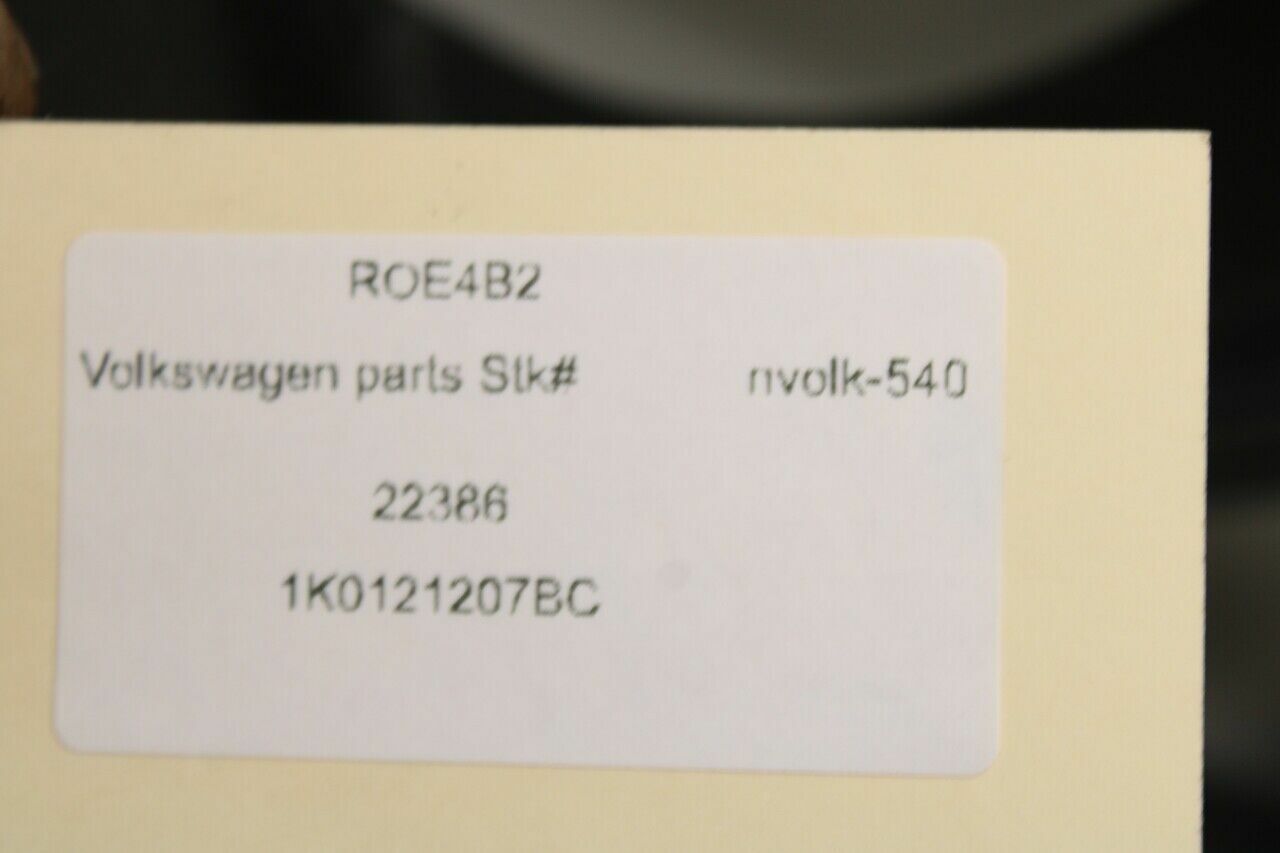 ROE4B2
Volkswagen parts Stk# nvolk-540
22386
1K0121207BC